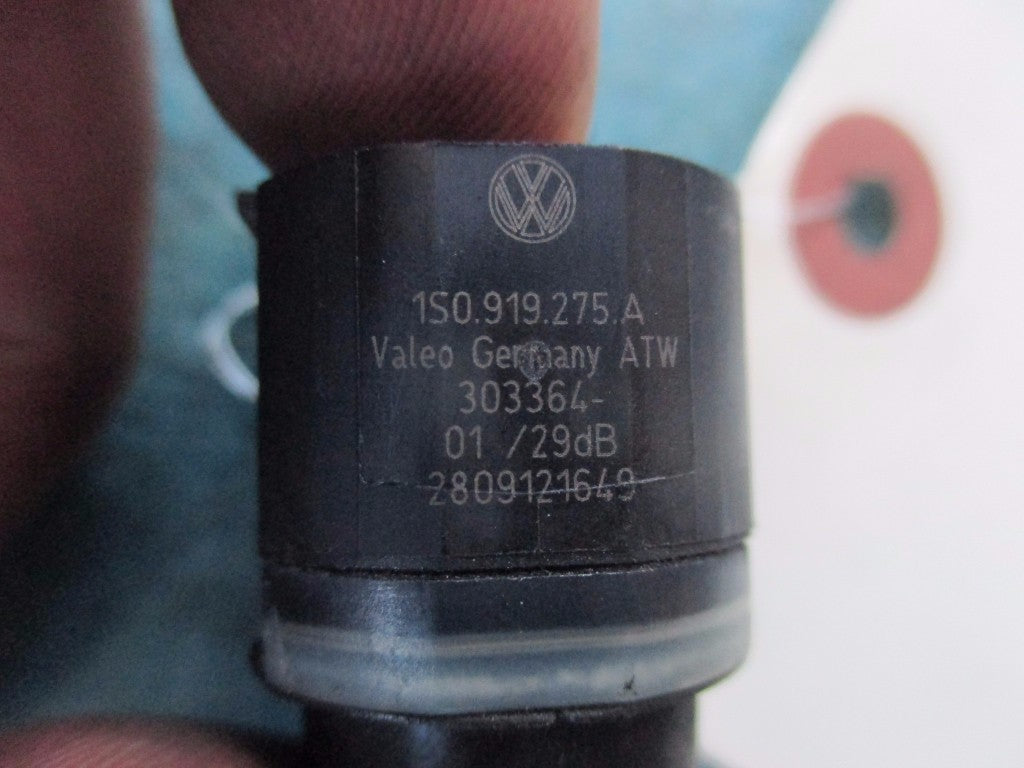 1S0.919.275.A
Valeo Germany ATW
303364-
01 /29dB
2809121649